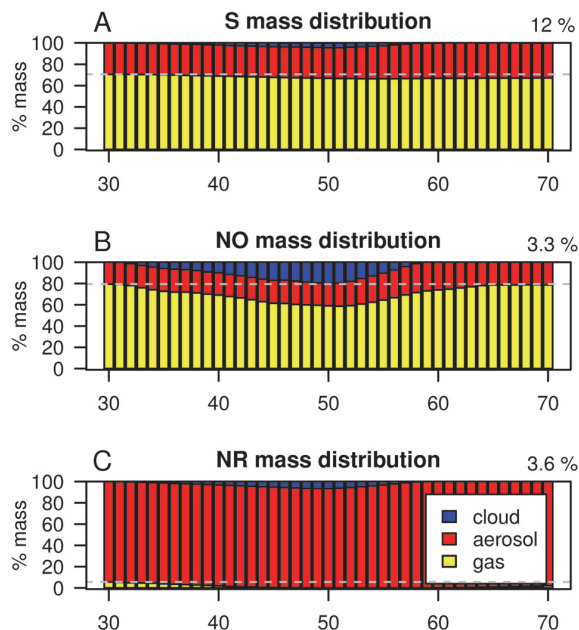 A S mass distribution 12 %
% mass
100
80
60
40
20
0
30 40 50 60 70
B NO mass distribution 3.3 %
% mass
100
80
60
40
20
0
30 40 50 60 70
C NR mass distribution 3.6 %
% mass
100
80
60
40
20
0
cloud
aerosol
gas
30 40 50 60 70